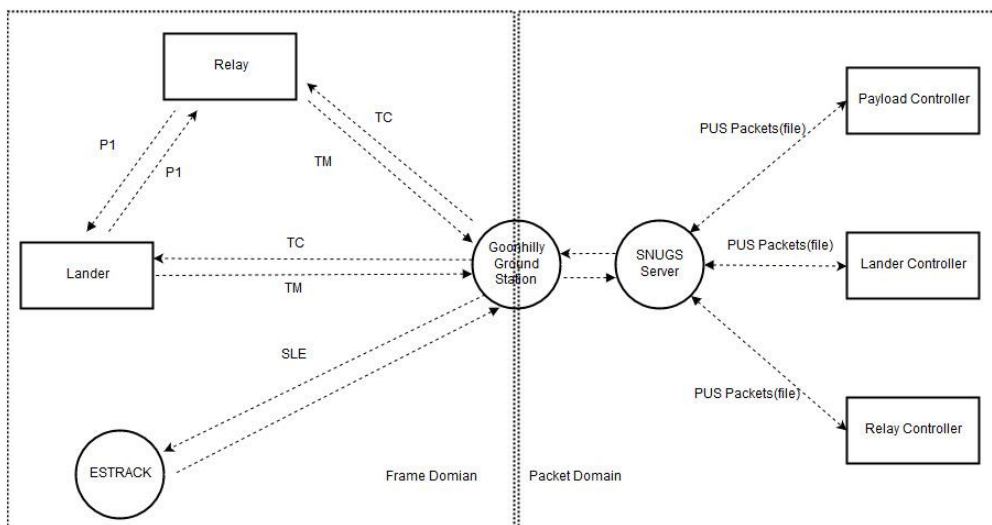 Relay
Payload Controller
TC
PUS Packets(file)
P1
TM
P1
Goonhilly
Ground
Station
SNUGS
Server
TC
PUS Packets(file)
Lander
Lander Controller
TM
SLE
PUS Packets(file)
Relay Controller
ESTRACK
Frame Domian
Packet Domain